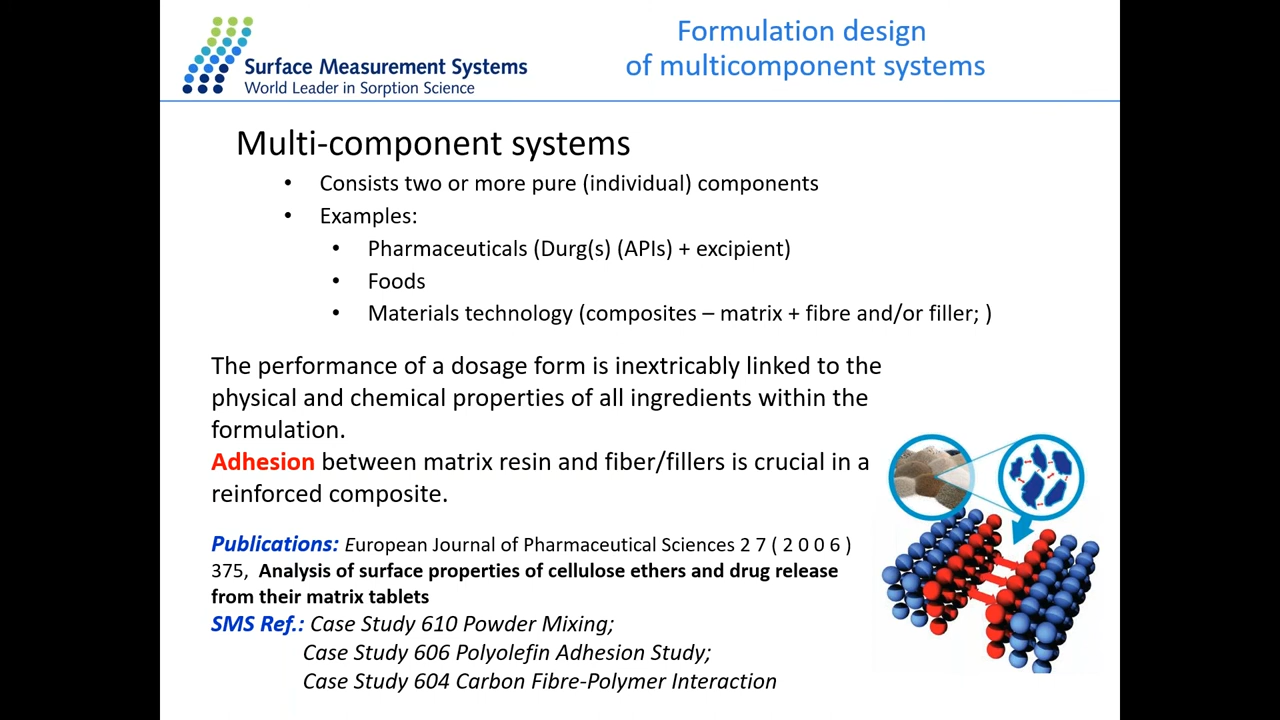 Surface Measurement Systems
World Leader in Sorption Science
Formulation design
of multicomponent systems
Multi-component systems
• Consists two or more pure (individual) components
• Examples:
• Pharmaceuticals (Durg(s) (APIs) + excipient)
• Foods
• Materials technology (composites – matrix + fibre and/or filler; )
The performance of a dosage form is inextricably linked to the
physical and chemical properties of all ingredients within the
formulation.
Adhesion between matrix resin and fiber/fillers is crucial in a
reinforced composite.
Publications: European Journal of Pharmaceutical Sciences 2 7 ( 2 0 0 6 )
375, Analysis of surface properties of cellulose ethers and drug release
from their matrix tablets
SMS Ref.: Case Study 610 Powder Mixing;
Case Study 606 Polyolefin Adhesion Study;
Case Study 604 Carbon Fibre-Polymer Interaction